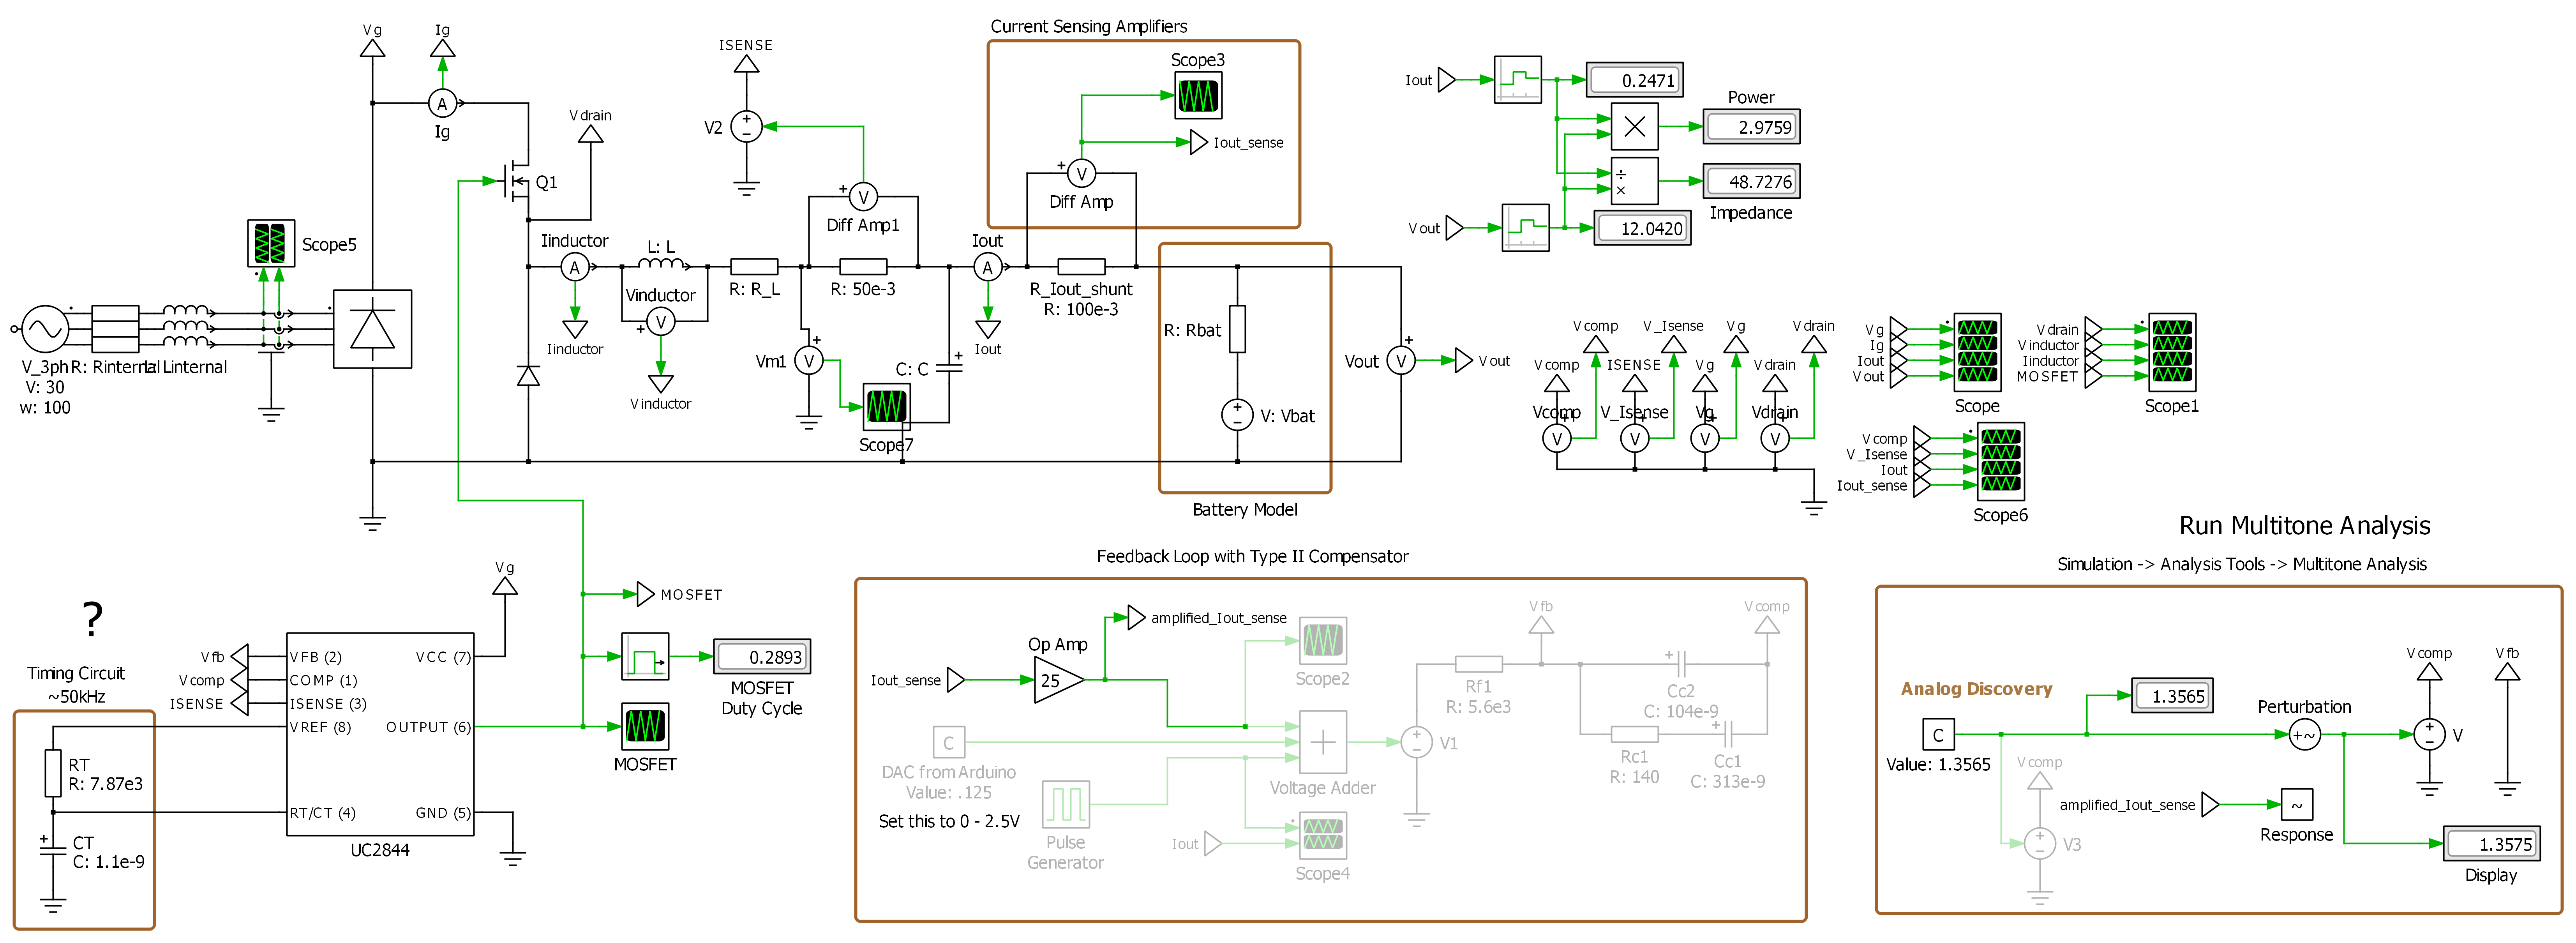 Vg
Ig
A
Ig
Vdrain
Q1
Scope5
V_3ph
V: 30
w: 100
R: Rinternal
L: Linternal
Iinductor
A
Iinductor
L: L
Vinductor
V
Vinductor
R: R_L
ISENSE
V2
V
Diff Amp1
R: 50e-3
Vm1
V
Scope7
C: C
Current Sensing Amplifiers
Scope3
Iout_sense
V
Diff Amp
Iout
A
Iout
R_Iout_shunt
R: 100e-3
R: Rbat
V: Vbat
Battery Model
Vout
V
Vout
Iout
0.2471
Power
2.9759
÷
×
48.7276
Impedance
Vout
12.0420
Vcomp
V_Isense
Vg
Vdrain
Vcomp
ISENSE
Vg
Vdrain
Vcomp
V_Isense
Vg
Vdrain
V
V
V
V
Vg
Ig
Iout
Vout
Scope
Vdrain
Vinductor
Iinductor
MOSFET
Scope1
Vcomp
V_Isense
Iout
Iout_sense
Scope6
?
Timing Circuit
~50kHz
RT
R: 7.87e3
CT
C: 1.1e-9
Vfb
Vcomp
ISENSE
VFB (2)
COMP (1)
ISENSE (3)
VREF (8)
RT/CT (4)
VCC (7)
OUTPUT (6)
GND (5)
UC2844
Vg
MOSFET
0.2893
MOSFET
Duty Cycle
MOSFET
Feedback Loop with Type II Compensator
Iout_sense
Op Amp
25
amplified_Iout_sense
Scope2
C
DAC from Arduino
Value: .125
Set this to 0 - 2.5V
Pulse
Generator
Voltage Adder
Iout
Scope4
V1
Rf1
R: 5.6e3
Vfb
Vcomp
Cc2
C: 104e-9
Rc1
R: 140
Cc1
C: 313e-9
Run Multitone Analysis
Simulation -> Analysis Tools -> Multitone Analysis
Analog Discovery
C
Value: 1.3565
1.3565
Perturbation
+~
Vcomp
V
Vfb
Vcomp
V3
amplified_Iout_sense
~
Response
1.3575
Display